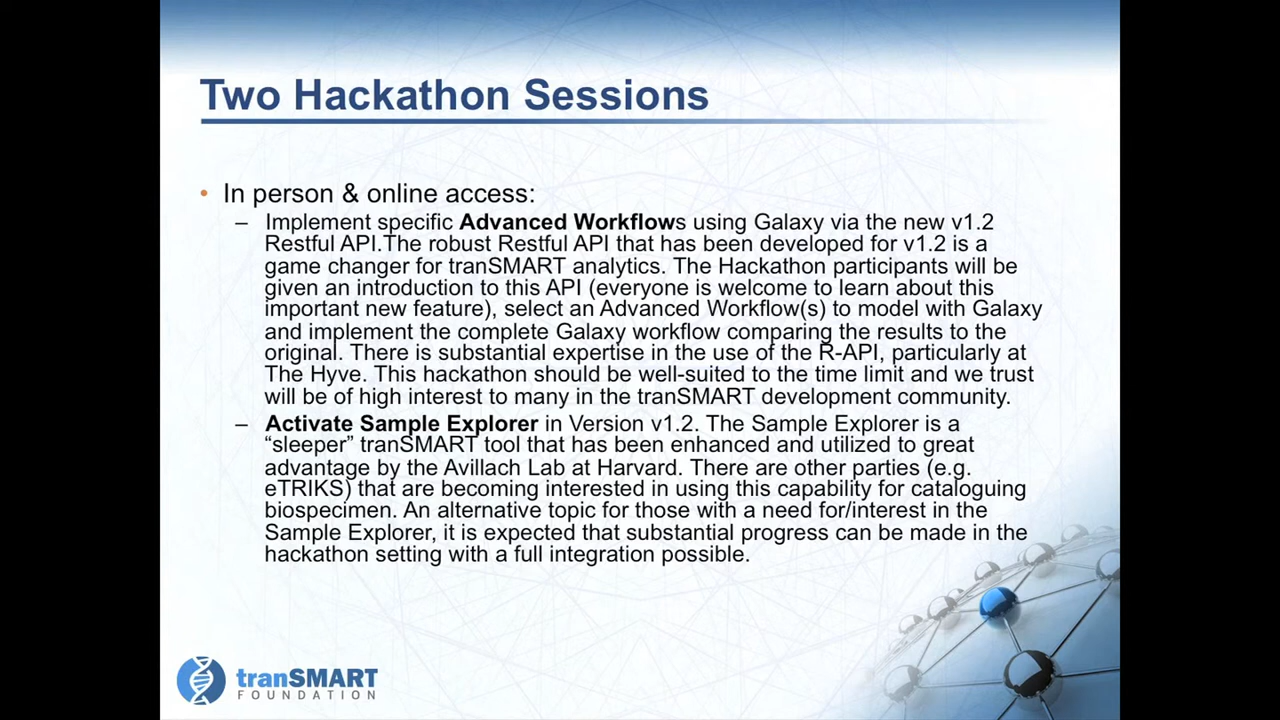 Two Hackathon Sessions
• In person & online access:
– Implement specific Advanced Workflows using Galaxy via the new v1.2
Restful API.The robust Restful API that has been developed for v1.2 is a
game changer for tranSMART analytics. The Hackathon participants will be
given an introduction to this API (everyone is welcome to learn about this
important new feature), select an Advanced Workflow(s) to model with Galaxy
and implement the complete Galaxy workflow comparing the results to the
original. There is substantial expertise in the use of the R-API, particularly at
The Hyve. This hackathon should be well-suited to the time limit and we trust
will be of high interest to many in the tranSMART development community.
– Activate Sample Explorer in Version v1.2. The Sample Explorer is a
“sleeper” tranSMART tool that has been enhanced and utilized to great
advantage by the Avillach Lab at Harvard. There are other parties (e.g.
eTRIKS) that are becoming interested in using this capability for cataloguing
biospecimen. An alternative topic for those with a need for/interest in the
Sample Explorer, it is expected that substantial progress can be made in the
hackathon setting with a full integration possible.
tranSMART
FOUNDATION